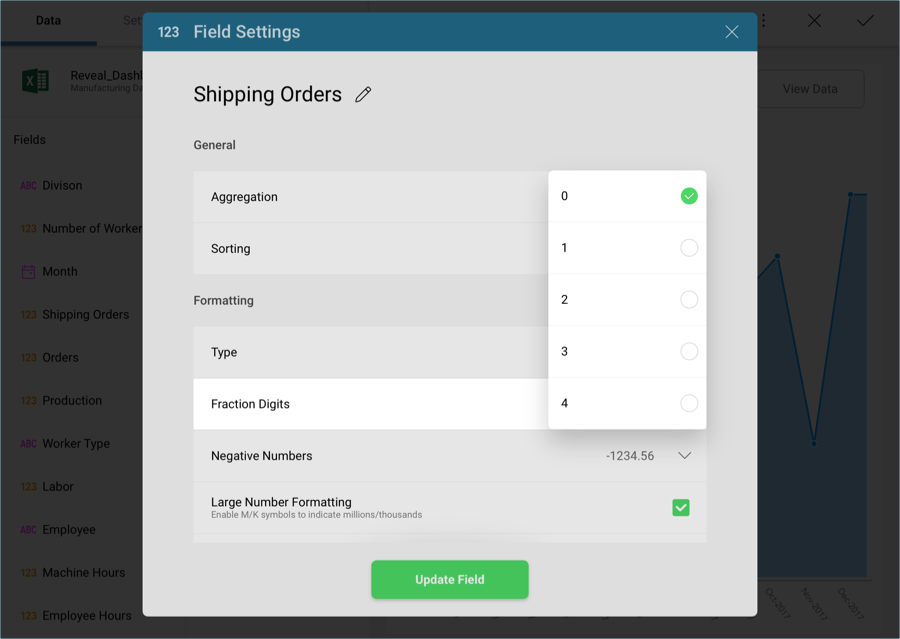 Data
Set
123 Field Settings
Reveal_Dashb
Manufacturing Da
View Data
Shipping Orders
Fields
General
ABC Divison
Aggregation
0
123 Number of Worker
Sorting
1
Month
Formatting
2
123 Shipping Orders
Type
3
123 Orders
Fraction Digits
4
123 Production
ABC Worker Type
Negative Numbers
-1234.56
123 Labor
Large Number Formatting
Enable M/K symbols to indicate millions/thousands
ABC Employee
123 Machine Hours
Update Field
123 Employee Hours
Oct-2017
Nov-2017
Dec-2017